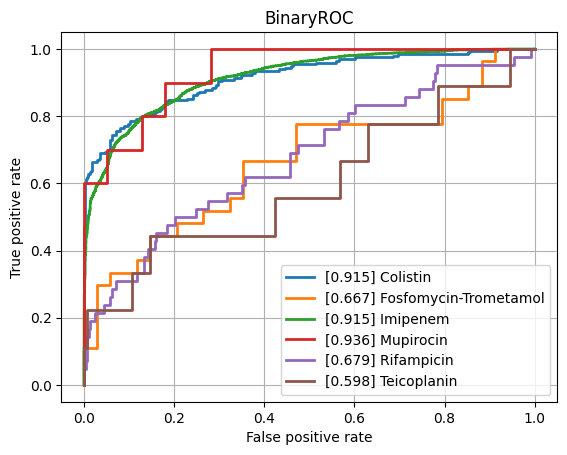 BinaryROC
True positive rate
1.0
0.8
0.6
0.4
0.2
0.0
[0.915] Colistin
[0.667] Fosfomycin-Trometamol
[0.915] Imipenem
[0.936] Mupirocin
[0.679] Rifampicin
[0.598] Teicoplanin
0.0 0.2 0.4 0.6 0.8 1.0
False positive rate